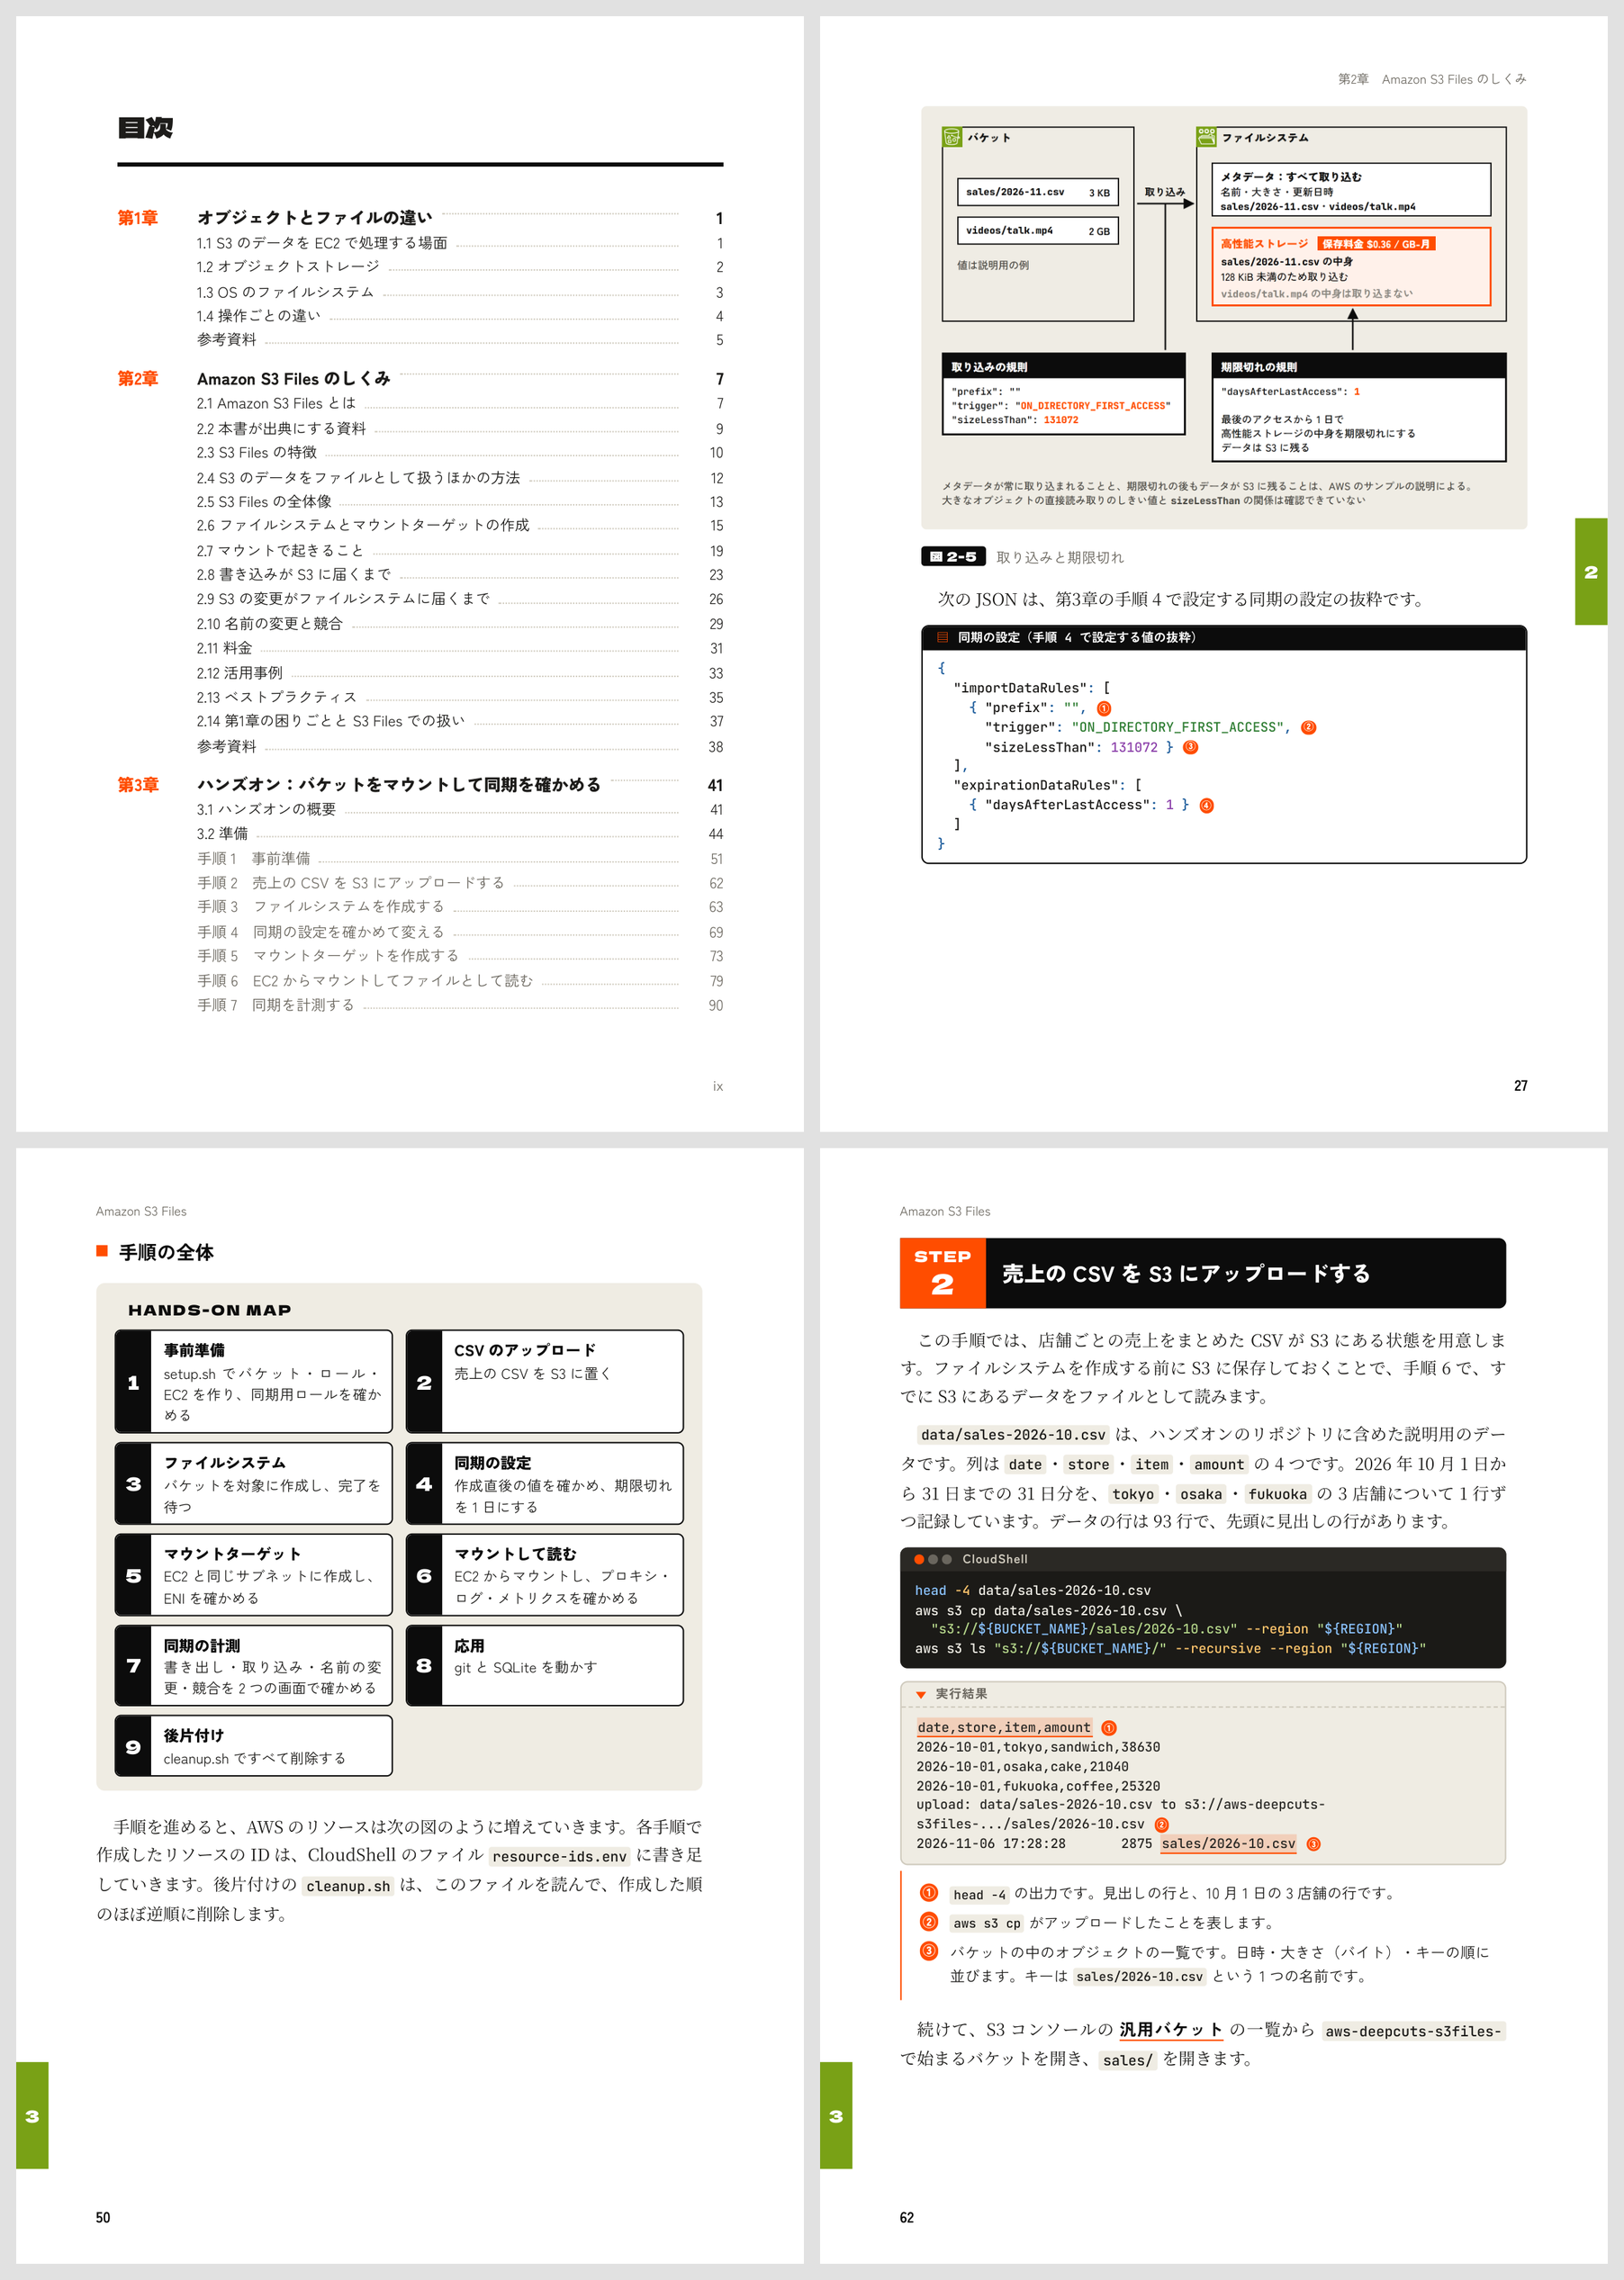 目次
第1章 オブジェクトとファイルの違い 1
1.1 S3 のデータを EC2 で処理する場面 1
1.2 オブジェクトストレージ 2
1.3 OS のファイルシステム 3
1.4 操作ごとの違い 4
参考資料 5
第2章 Amazon S3 Files のしくみ 7
2.1 Amazon S3 Files とは 7
2.2 本書が出典にする資料 9
2.3 S3 Files の特徴 10
2.4 S3 のデータをファイルとして扱うほかの方法 12
2.5 S3 Files の全体像 13
2.6 ファイルシステムとマウントターゲットの作成 15
2.7 マウントで起きること 19
2.8 書き込みが S3 に届くまで 23
2.9 S3 の変更がファイルシステムに届くまで 26
2.10 名前の変更と競合 29
2.11 料金 31
2.12 活用事例 33
2.13 ベストプラクティス 35
2.14 第1章の困りごとと S3 Files での扱い 37
参考資料 38
第3章 ハンズオン：バケットをマウントして同期を確かめる 41
3.1 ハンズオンの概要 41
3.2 準備 44
手順 1 事前準備 51
手順 2 売上の CSV を S3 にアップロードする 62
手順 3 ファイルシステムを作成する 63
手順 4 同期の設定を確かめて変える 69
手順 5 マウントターゲットを作成する 73
手順 6 EC2 からマウントしてファイルとして読む 79
手順 7 同期を計測する 90
ix
第2章 Amazon S3 Files のしくみ
バケット
sales/2026-11.csv 3 KB
videos/talk.mp4 2 GB
値は説明用の例
取り込み
ファイルシステム
メタデータ：すべて取り込む
名前・大きさ・更新日時
sales/2026-11.csv・videos/talk.mp4
高性能ストレージ 保存料金 $0.36 / GB-月
sales/2026-11.csv の中身
128 KiB 未満のため取り込む
videos/talk.mp4 の中身は取り込まない
取り込みの規則
"prefix": ""
"trigger": "ON_DIRECTORY_FIRST_ACCESS"
"sizeLessThan": 131072
期限切れの規則
"daysAfterLastAccess": 1
最後のアクセスから 1 日で
高性能ストレージの中身を期限切れにする
データは S3 に残る
メタデータが常に取り込まれることと、期限切れの後もデータが S3 に残ることは、AWS のサンプルの説明による。
大きなオブジェクトの直接読み取りのしきい値と sizeLessThan の関係は確認できていない
図 2-5 取り込みと期限切れ
次の JSON は、第3章の手順 4 で設定する同期の設定の抜粋です。
同期の設定（手順 4 で設定する値の抜粋）
{
"importDataRules": [
{ "prefix": "", ①
"trigger": "ON_DIRECTORY_FIRST_ACCESS", ②
"sizeLessThan": 131072 } ③
],
"expirationDataRules": [
{ "daysAfterLastAccess": 1 } ④
]
}
2
27
Amazon S3 Files
手順の全体
HANDS-ON MAP
1 事前準備
setup.sh でバケット・ロール・
EC2 を作り、同期用ロールを確か
める
2 CSV のアップロード
売上の CSV を S3 に置く
3 ファイルシステム
バケットを対象に作成し、完了を
待つ
4 同期の設定
作成直後の値を確かめ、期限切れ
を 1 日にする
5 マウントターゲット
EC2 と同じサブネットに作成し、
ENI を確かめる
6 マウントして読む
EC2 からマウントし、プロキシ・
ログ・メトリクスを確かめる
7 同期の計測
書き出し・取り込み・名前の変
更・競合を 2 つの画面で確かめる
8 応用
git と SQLite を動かす
9 後片付け
cleanup.sh ですべて削除する
手順を進めると、AWS のリソースは次の図のように増えていきます。各手順で
作成したリソースの ID は、CloudShell のファイル resource-ids.env に書き足
していきます。後片付けの cleanup.sh は、このファイルを読んで、作成した順
のほぼ逆順に削除します。
3
50
Amazon S3 Files
STEP
2
売上の CSV を S3 にアップロードする
この手順では、店舗ごとの売上をまとめた CSV が S3 にある状態を用意しま
す。ファイルシステムを作成する前に S3 に保存しておくことで、手順 6 で、す
でに S3 にあるデータをファイルとして読みます。
data/sales-2026-10.csv は、ハンズオンのリポジトリに含めた説明用のデー
タです。列は date・store・item・amount の 4 つです。2026 年 10 月 1 日か
ら 31 日までの 31 日分を、tokyo・osaka・fukuoka の 3 店舗について 1 行ず
つ記録しています。データの行は 93 行で、先頭に見出しの行があります。
CloudShell
head -4 data/sales-2026-10.csv
aws s3 cp data/sales-2026-10.csv \
"s3://${BUCKET_NAME}/sales/2026-10.csv" --region "${REGION}"
aws s3 ls "s3://${BUCKET_NAME}/" --recursive --region "${REGION}"
実行結果
date,store,item,amount ①
2026-10-01,tokyo,sandwich,38630
2026-10-01,osaka,cake,21040
2026-10-01,fukuoka,coffee,25320
upload: data/sales-2026-10.csv to s3://aws-deepcuts-
s3files-.../sales/2026-10.csv ②
2026-11-06 17:28:28 2875 sales/2026-10.csv ③
① head -4 の出力です。見出しの行と、10 月 1 日の 3 店舗の行です。
② aws s3 cp がアップロードしたことを表します。
③ バケットの中のオブジェクトの一覧です。日時・大きさ（バイト）・キーの順に
並びます。キーは sales/2026-10.csv という 1 つの名前です。
続けて、S3 コンソールの 汎用バケット の一覧から aws-deepcuts-s3files-
で始まるバケットを開き、sales/ を開きます。
3
62